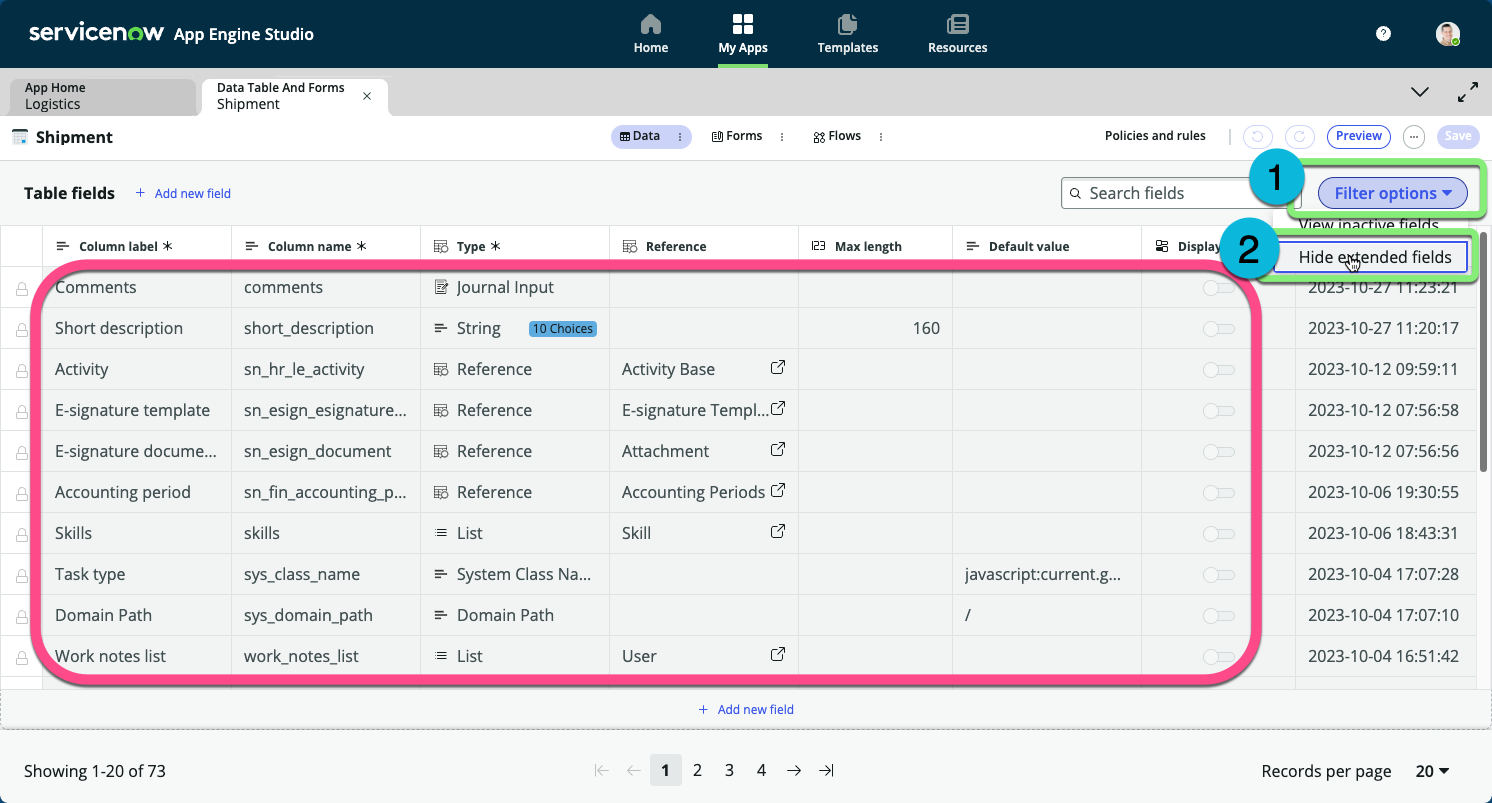 servicenow App Engine Studio
Home
My Apps
Templates
Resources
?
App Home
Logistics
Data Table And Forms
Shipment
Shipment
Data
Forms
Flows
Policies and rules
Preview
Save
Table fields
+ Add new field
Search fields
1
Filter options
View inactive fields
2
Hide extended fields
Column label *
Column name *
Type *
Reference
Max length
Default value
Display
Comments comments Journal Input 2023-10-27 11:23:21
Short description short_description String 10 Choices 160 2023-10-27 11:20:17
Activity sn_hr_le_activity Reference Activity Base 2023-10-12 09:59:11
E-signature template sn_esign_esignature... Reference E-signature Templ... 2023-10-12 07:56:58
E-signature docume... sn_esign_document Reference Attachment 2023-10-12 07:56:56
Accounting period sn_fin_accounting_p... Reference Accounting Periods 2023-10-06 19:30:55
Skills skills List Skill 2023-10-06 18:43:31
Task type sys_class_name System Class Na... javascript:current.g... 2023-10-04 17:07:28
Domain Path sys_domain_path Domain Path / 2023-10-04 17:07:10
Work notes list work_notes_list List User 2023-10-04 16:51:42
+ Add new field
Showing 1-20 of 73
1 2 3 4
Records per page 20